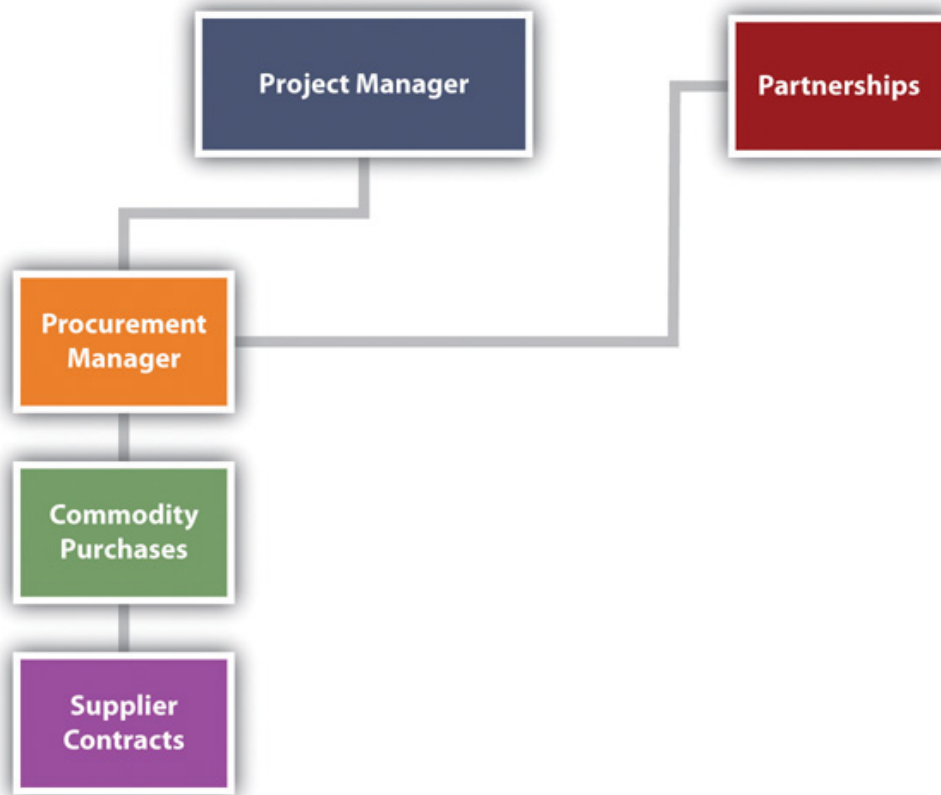 Project Manager
Partnerships
Procurement
Manager
Commodity
Purchases
Supplier
Contracts